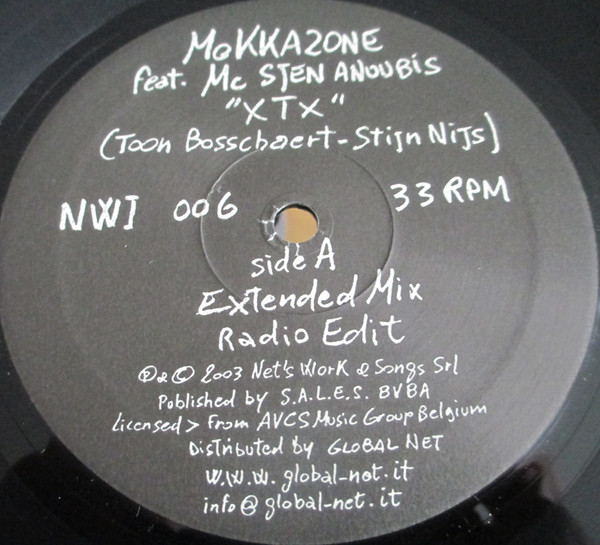 MoKKAZONE
feat. Mc STEN ANOUBIS
"XTX"
(Toon Bosschaert - Stijn Nijs)
NWI 006 33 RPM
side A
Extended Mix
Radio Edit
℗ & © 2003 Net's Work & Songs Srl
Published by S.A.L.E.S. BVBA
Licensed > From AVCS Music Group Belgium
Distributed by GLOBAL NET
W.W.W. global-net.it
info@global-net.it